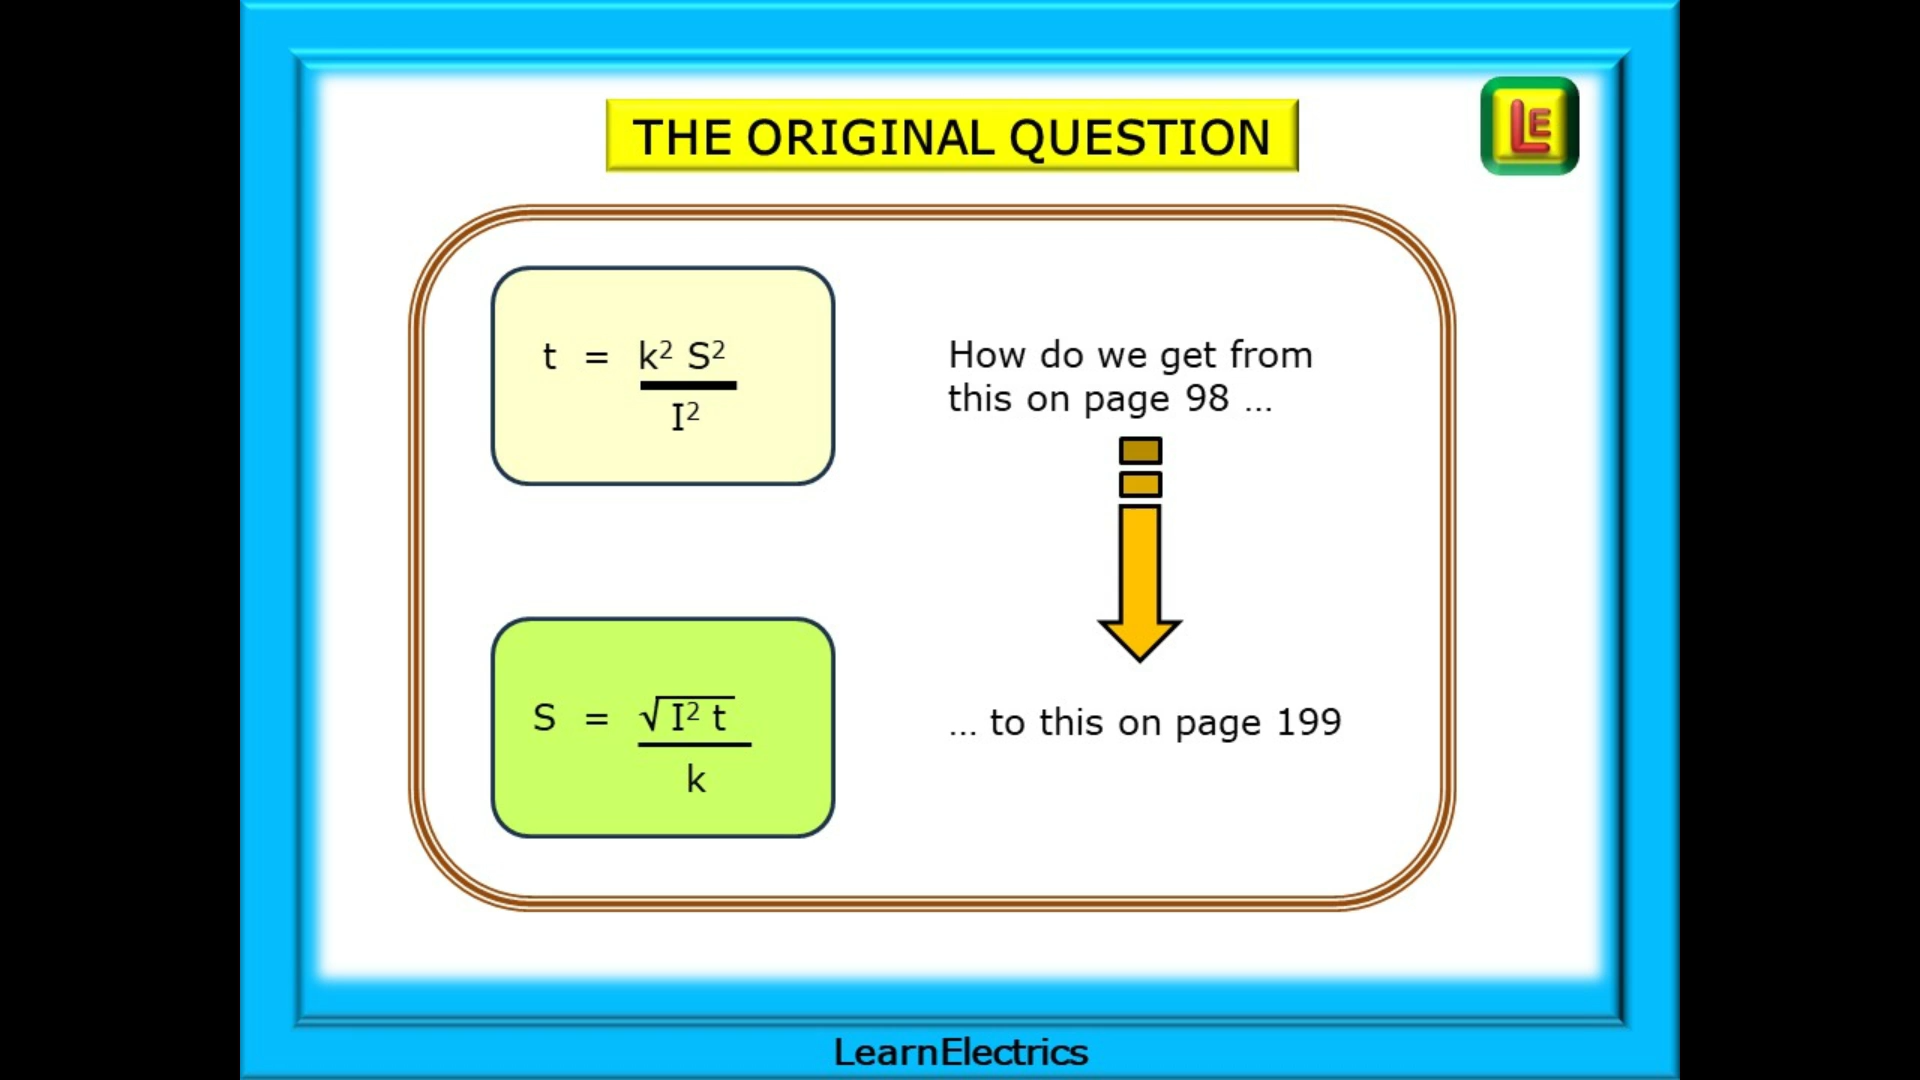 THE ORIGINAL QUESTION
LE
t = k² S²
I²
How do we get from
this on page 98 ...
S = √ I² t
k
... to this on page 199
LearnElectrics